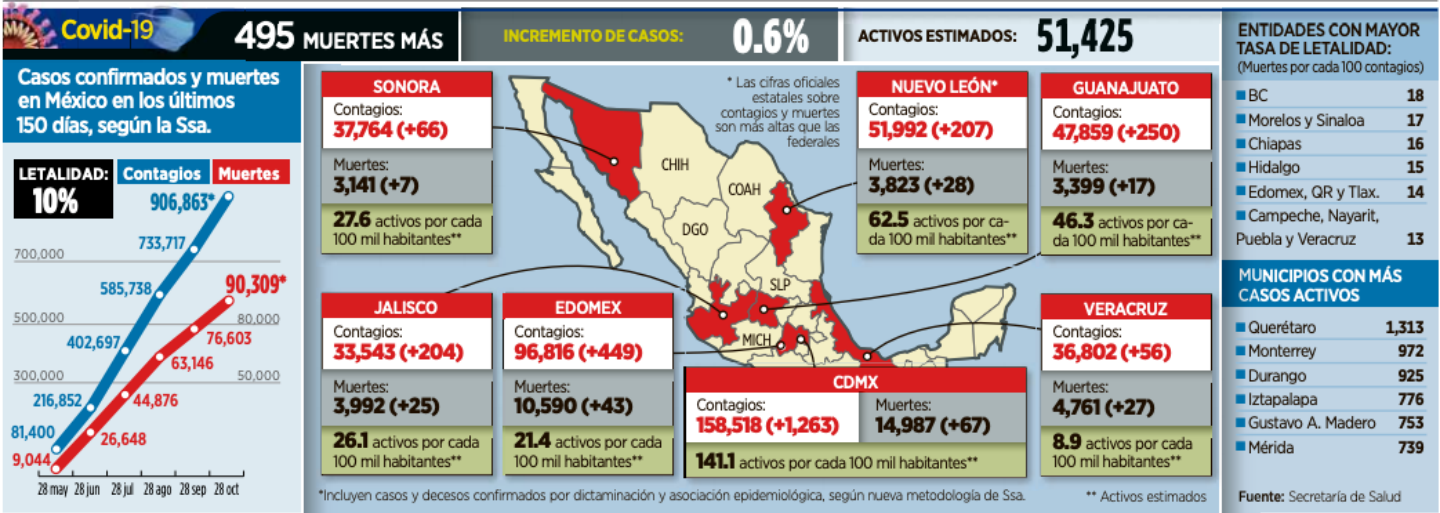 Covid-19
495 MUERTES MÁS
INCREMENTO DE CASOS:
0.6%
ACTIVOS ESTIMADOS:
51,425
Casos confirmados y muertes
en México en los últimos
150 días, según la Ssa.
LETALIDAD:
10%
Contagios
Muertes
906,863*
733,717
700,000
585,738
90,309*
500,000
80,000
402,697
76,603
63,146
300,000
50,000
216,852
44,876
81,400
26,648
9,044
28 may 28 jun 28 jul 28 ago 28 sep 28 oct
SONORA
Contagios:
37,764 (+66)
Muertes:
3,141 (+7)
27.6 activos por cada
100 mil habitantes**
* Las cifras oficiales
estatales sobre
contagios y muertes
son más altas que las
federales
NUEVO LEÓN*
Contagios:
51,992 (+207)
Muertes:
3,823 (+28)
62.5 activos por ca-
da 100 mil habitantes**
GUANAJUATO
Contagios:
47,859 (+250)
Muertes:
3,399 (+17)
46.3 activos por ca-
da 100 mil habitantes**
CHIH
COAH
DGO
SLP
MICH
JALISCO
Contagios:
33,543 (+204)
Muertes:
3,992 (+25)
26.1 activos por cada
100 mil habitantes**
EDOMEX
Contagios:
96,816 (+449)
Muertes:
10,590 (+43)
21.4 activos por cada
100 mil habitantes**
CDMX
Contagios:
158,518 (+1,263)
Muertes:
14,987 (+67)
141.1 activos por cada 100 mil habitantes**
VERACRUZ
Contagios:
36,802 (+56)
Muertes:
4,761 (+27)
8.9 activos por cada
100 mil habitantes**
*Incluyen casos y decesos confirmados por dictaminación y asociación epidemiológica, según nueva metodología de Ssa.
** Activos estimados
ENTIDADES CON MAYOR
TASA DE LETALIDAD:
(Muertes por cada 100 contagios)
BC 18
Morelos y Sinaloa 17
Chiapas 16
Hidalgo 15
Edomex, QR y Tlax. 14
Campeche, Nayarit,
Puebla y Veracruz 13
MUNICIPIOS CON MÁS
CASOS ACTIVOS
Querétaro 1,313
Monterrey 972
Durango 925
Iztapalapa 776
Gustavo A. Madero 753
Mérida 739
Fuente: Secretaría de Salud